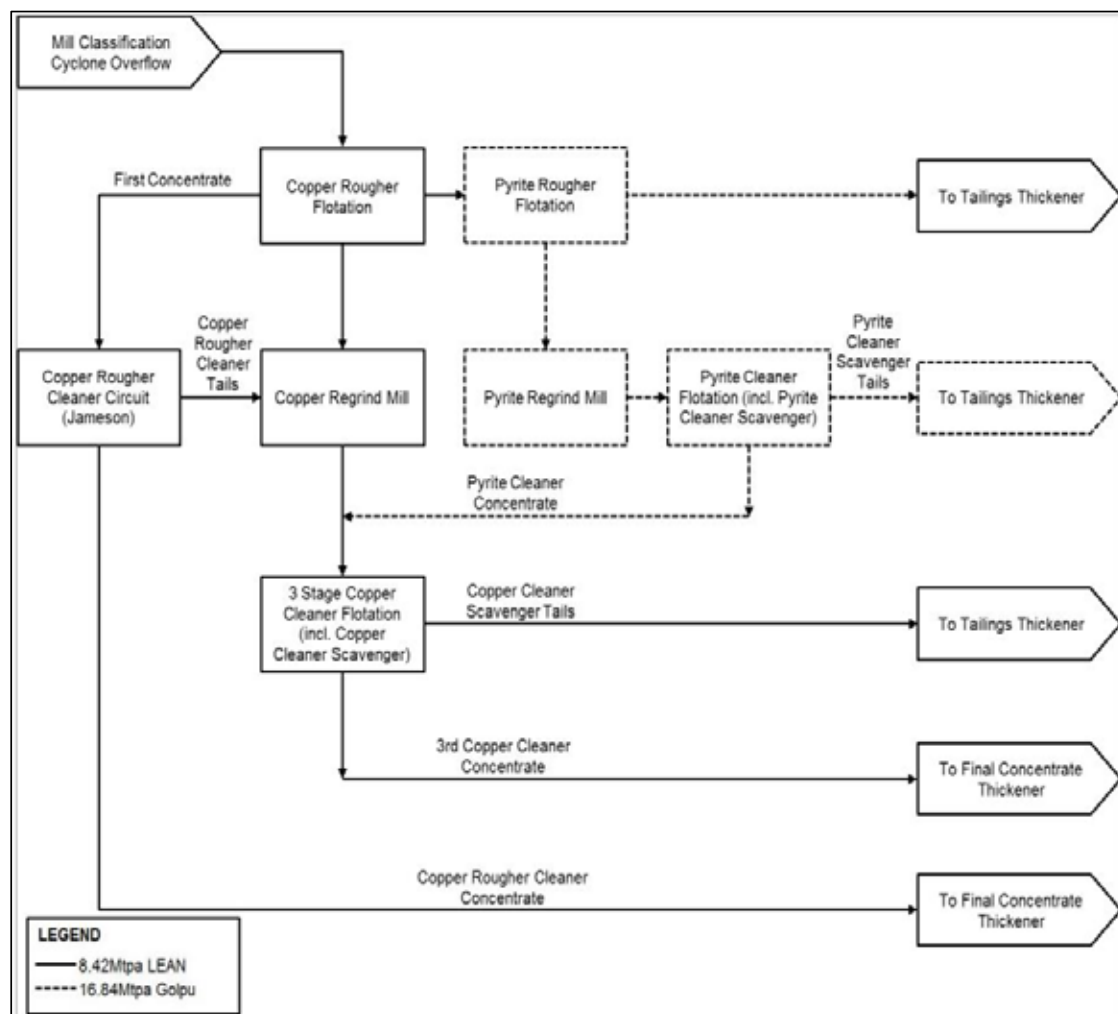 Mill Classification
Cyclone Overflow
First Concentrate
Copper Rougher
Flotation
Pyrite Rougher
Flotation
To Tailings Thickener
Copper
Rougher
Cleaner
Tails
Pyrite
Cleaner
Scavenger
Tails
Copper Rougher
Cleaner Circuit
(Jameson)
Copper Regrind Mill
Pyrite Regrind Mill
Pyrite Cleaner
Flotation (incl. Pyrite
Cleaner Scavenger)
To Tailings Thickener
Pyrite Cleaner
Concentrate
3 Stage Copper
Cleaner Flotation
(incl. Copper
Cleaner Scavenger)
Copper Cleaner
Scavenger Tails
To Tailings Thickener
3rd Copper Cleaner
Concentrate
To Final Concentrate
Thickener
Copper Rougher Cleaner
Concentrate
To Final Concentrate
Thickener
LEGEND
8.42Mtpa LEAN
16.84Mtpa Golpu